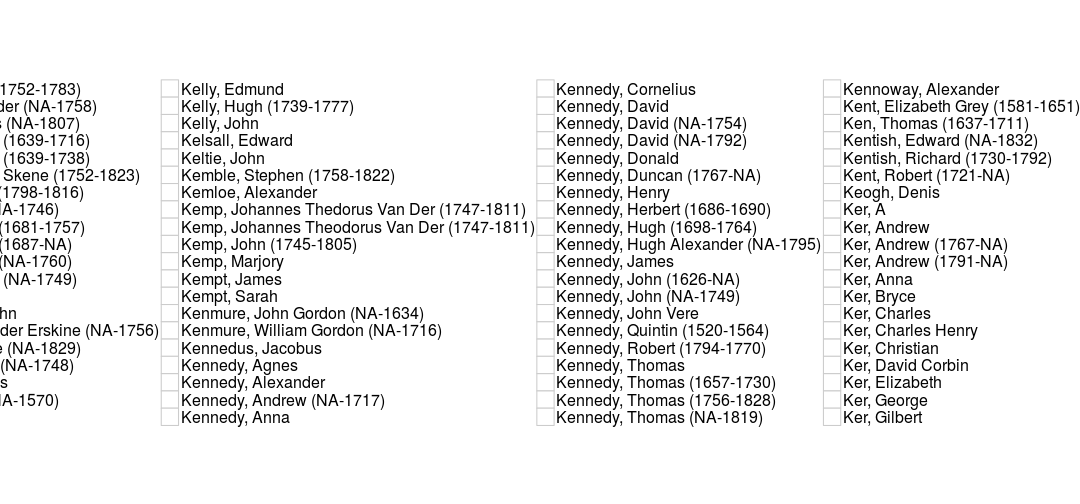 1752-1783)
der (NA-1758)
s (NA-1807)
(1639-1716)
(1639-1738)
Skene (1752-1823)
(1798-1816)
NA-1746)
(1681-1757)
(1687-NA)
(NA-1760)
(NA-1749)
hn
der Erskine (NA-1756)
e (NA-1829)
(NA-1748)
s
NA-1570)
Kelly, Edmund
Kelly, Hugh (1739-1777)
Kelly, John
Kelsall, Edward
Keltie, John
Kemble, Stephen (1758-1822)
Kemloe, Alexander
Kemp, Johannes Thedorus Van Der (1747-1811)
Kemp, Johannes Theodorus Van Der (1747-1811)
Kemp, John (1745-1805)
Kemp, Marjory
Kempt, James
Kempt, Sarah
Kenmure, John Gordon (NA-1634)
Kenmure, William Gordon (NA-1716)
Kennedus, Jacobus
Kennedy, Agnes
Kennedy, Alexander
Kennedy, Andrew (NA-1717)
Kennedy, Anna
Kennedy, Cornelius
Kennedy, David
Kennedy, David (NA-1754)
Kennedy, David (NA-1792)
Kennedy, Donald
Kennedy, Duncan (1767-NA)
Kennedy, Henry
Kennedy, Herbert (1686-1690)
Kennedy, Hugh (1698-1764)
Kennedy, Hugh Alexander (NA-1795)
Kennedy, James
Kennedy, John (1626-NA)
Kennedy, John (NA-1749)
Kennedy, John Vere
Kennedy, Quintin (1520-1564)
Kennedy, Robert (1794-1770)
Kennedy, Thomas
Kennedy, Thomas (1657-1730)
Kennedy, Thomas (1756-1828)
Kennedy, Thomas (NA-1819)
Kennoway, Alexander
Kent, Elizabeth Grey (1581-1651)
Ken, Thomas (1637-1711)
Kentish, Edward (NA-1832)
Kentish, Richard (1730-1792)
Kent, Robert (1721-NA)
Keogh, Denis
Ker, A
Ker, Andrew
Ker, Andrew (1767-NA)
Ker, Andrew (1791-NA)
Ker, Anna
Ker, Bryce
Ker, Charles
Ker, Charles Henry
Ker, Christian
Ker, David Corbin
Ker, Elizabeth
Ker, George
Ker, Gilbert